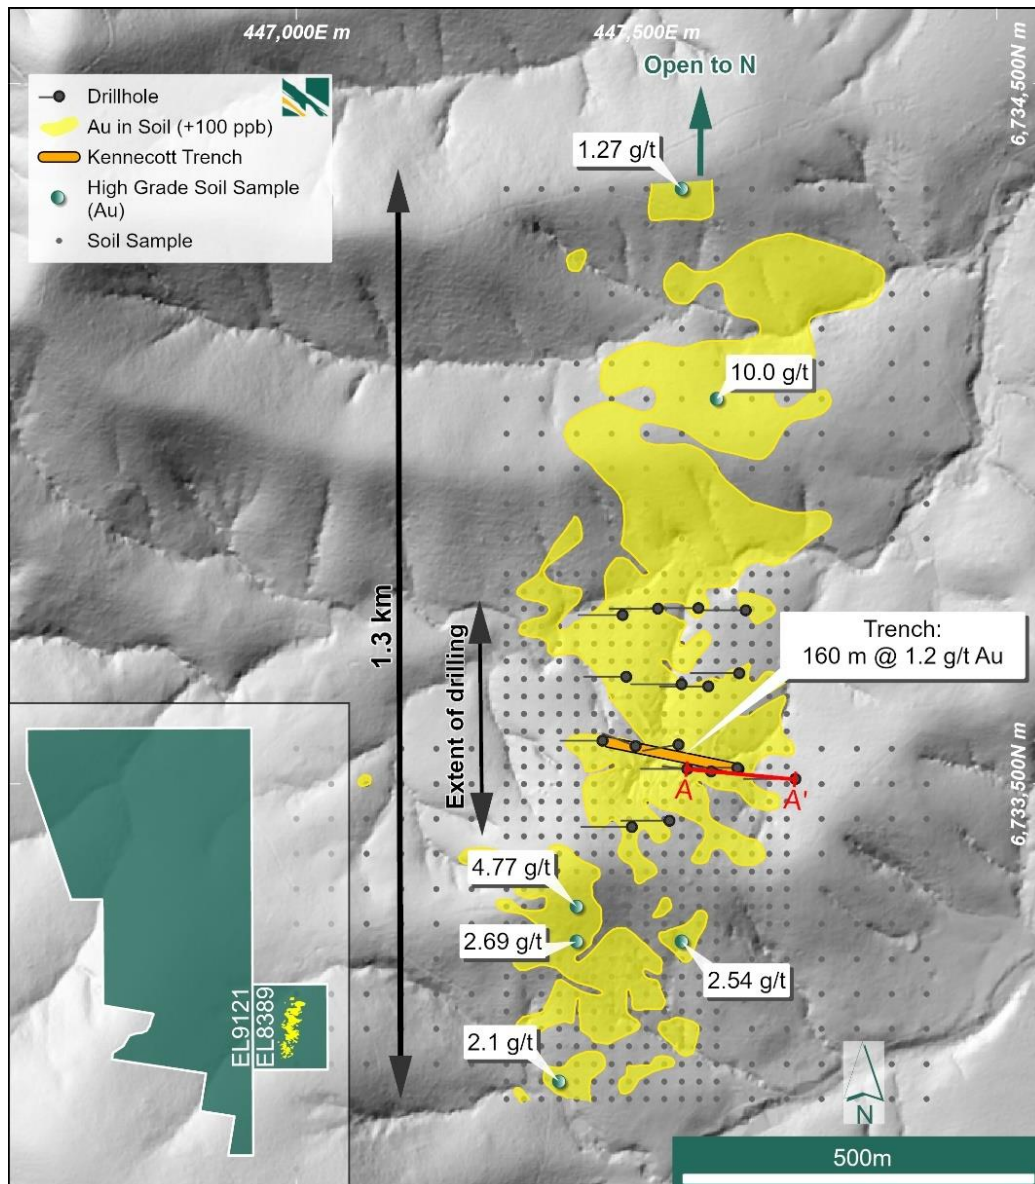 447,000E m
447,500E m
Open to N
6,734,500N m
Drillhole
Au in Soil (+100 ppb)
Kennecott Trench
High Grade Soil Sample
(Au)
Soil Sample
1.27 g/t
10.0 g/t
1.3 km
Extent of drilling
Trench:
160 m @ 1.2 g/t Au
A
A'
6,733,500N m
4.77 g/t
2.69 g/t
2.54 g/t
2.1 g/t
EL9121
EL8389
N
500m